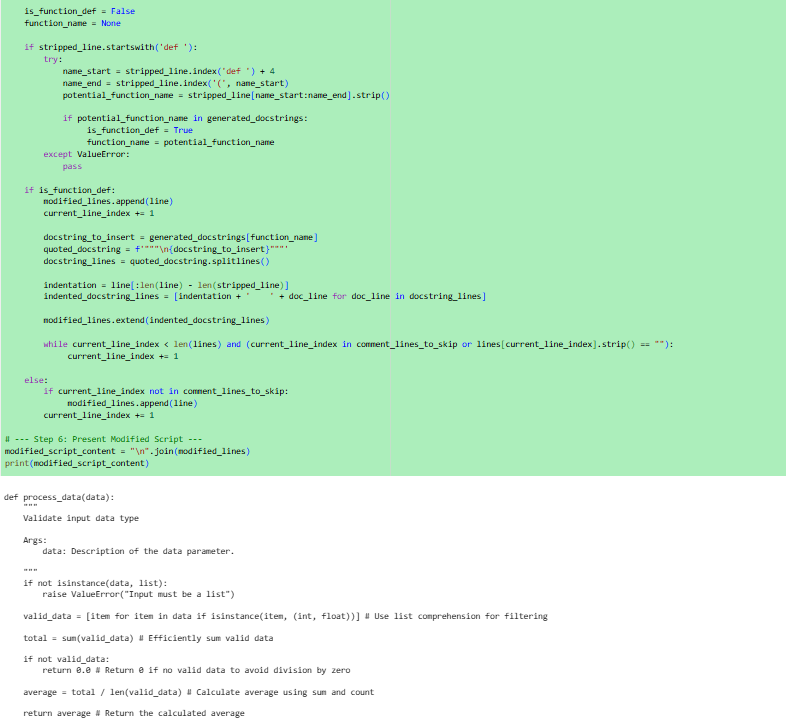 is_function_def = False
    function_name = None

    if stripped_line.startswith('def '):
        try:
            name_start = stripped_line.index('def ') + 4
            name_end = stripped_line.index('(', name_start)
            potential_function_name = stripped_line[name_start:name_end].strip()

            if potential_function_name in generated_docstrings:
                is_function_def = True
                function_name = potential_function_name
        except ValueError:
            pass

    if is_function_def:
        modified_lines.append(line)
        current_line_index += 1

        docstring_to_insert = generated_docstrings[function_name]
        quoted_docstring = f'"""\n{docstring_to_insert}"""'
        docstring_lines = quoted_docstring.splitlines()

        indentation = line[:len(line) - len(stripped_line)]
        indented_docstring_lines = [indentation + '    ' + doc_line for doc_line in docstring_lines]

        modified_lines.extend(indented_docstring_lines)

        while current_line_index < len(lines) and (current_line_index in comment_lines_to_skip or lines[current_line_index].strip() == ""):
             current_line_index += 1

    else:
        if current_line_index not in comment_lines_to_skip:
             modified_lines.append(line)
        current_line_index += 1

# --- Step 6: Present Modified Script ---
modified_script_content = "\n".join(modified_lines)
print(modified_script_content)

def process_data(data):
    """
    Validate input data type

    Args:
        data: Description of the data parameter.

    """
    if not isinstance(data, list):
        raise ValueError("Input must be a list")

    valid_data = [item for item in data if isinstance(item, (int, float))] # Use list comprehension for filtering

    total = sum(valid_data) # Efficiently sum valid data

    if not valid_data:
        return 0.0 # Return 0 if no valid data to avoid division by zero

    average = total / len(valid_data) # Calculate average using sum and count

    return average # Return the calculated average